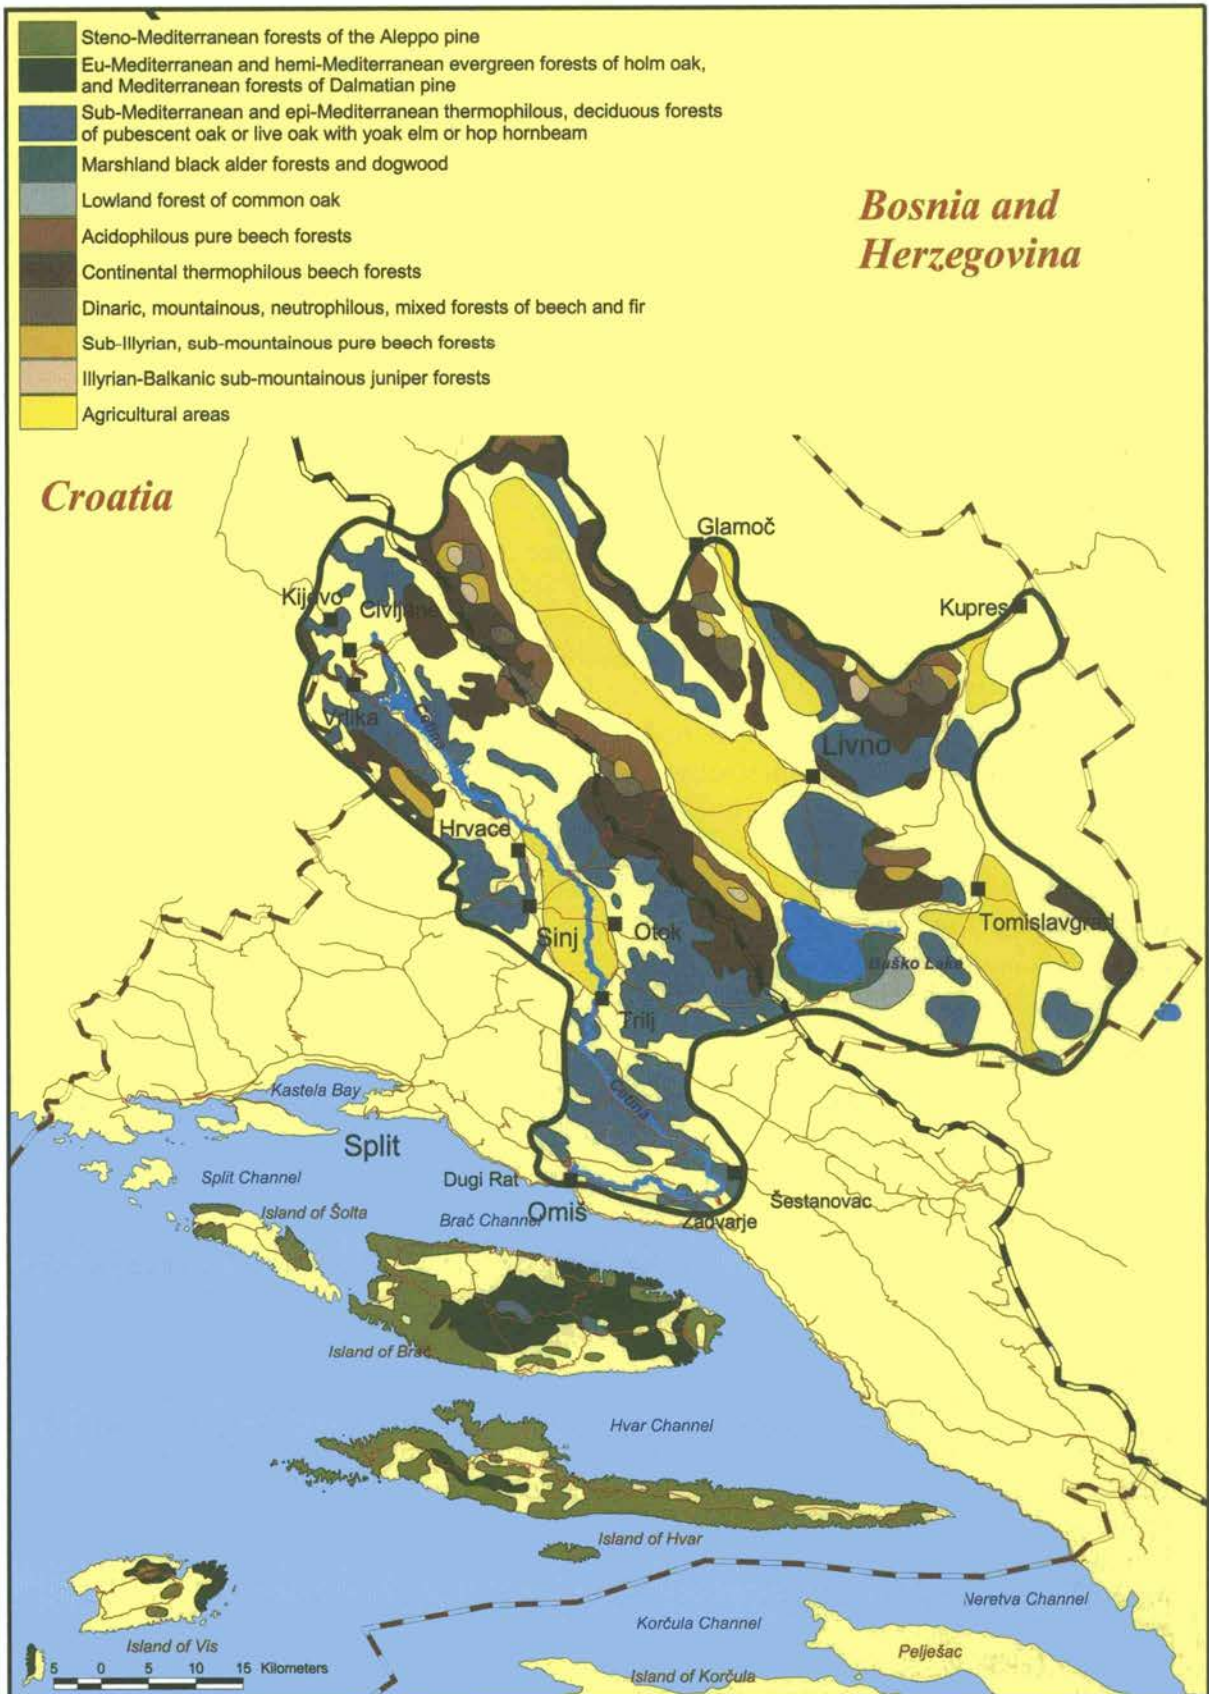 Steno-Mediterranean forests of the Aleppo pine
Eu-Mediterranean and hemi-Mediterranean evergreen forests of holm oak,
and Mediterranean forests of Dalmatian pine
Sub-Mediterranean and epi-Mediterranean thermophilous, deciduous forests
of pubescent oak or live oak with yoak elm or hop hornbeam
Marshland black alder forests and dogwood
Lowland forest of common oak
Acidophilous pure beech forests
Continental thermophilous beech forests
Dinaric, mountainous, neutrophilous, mixed forests of beech and fir
Sub-Illyrian, sub-mountainous pure beech forests
Illyrian-Balkanic sub-mountainous juniper forests
Agricultural areas
Bosnia and
Herzegovina
Croatia
Glamoč
Kijevo
Civljane
Kupres
Vrlika
Cetina
Livno
Hrvace
Sinj
Otok
Tomislavgrad
Buško Lake
Trilj
Cetina
Kastela Bay
Split
Split Channel
Dugi Rat
Omiš
Šestanovac
Zadvarje
Island of Šolta
Brač Channel
Island of Brač
Hvar Channel
Island of Hvar
Neretva Channel
Korčula Channel
Island of Vis
Pelješac
Island of Korčula
5 0 5 10 15 Kilometers